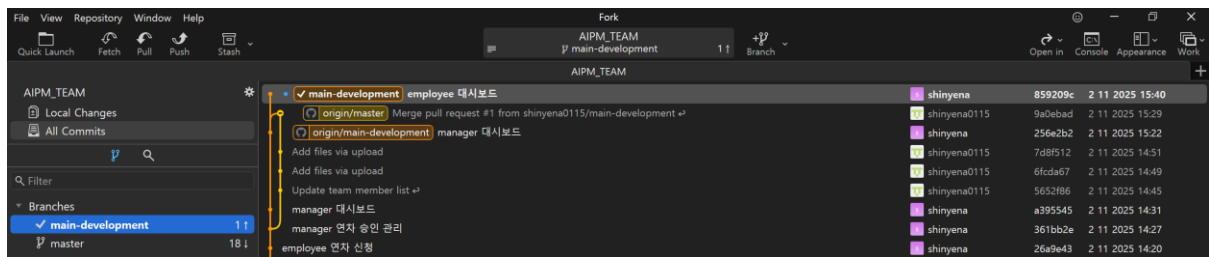 File View Repository Window Help Fork
Quick Launch Fetch Pull Push Stash AIPM_TEAM main-development 1↑ Branch Open in Console Appearance Work
AIPM_TEAM
AIPM_TEAM
Local Changes
All Commits
Filter
Branches
main-development 1↑
master 18↓
main-development employee 대시보드 shinyena 859209c 2 11 2025 15:40
origin/master Merge pull request #1 from shinyena0115/main-development shinyena0115 9a0ebad 2 11 2025 15:29
origin/main-development manager 대시보드 shinyena 256e2b2 2 11 2025 15:22
Add files via upload shinyena0115 7d8f512 2 11 2025 14:51
Add files via upload shinyena0115 6fcda67 2 11 2025 14:49
Update team member list shinyena0115 5652f86 2 11 2025 14:45
manager 대시보드 shinyena a395545 2 11 2025 14:31
manager 연차 승인 관리 shinyena 361bb2e 2 11 2025 14:27
employee 연차 신청 shinyena 26a9e43 2 11 2025 14:20